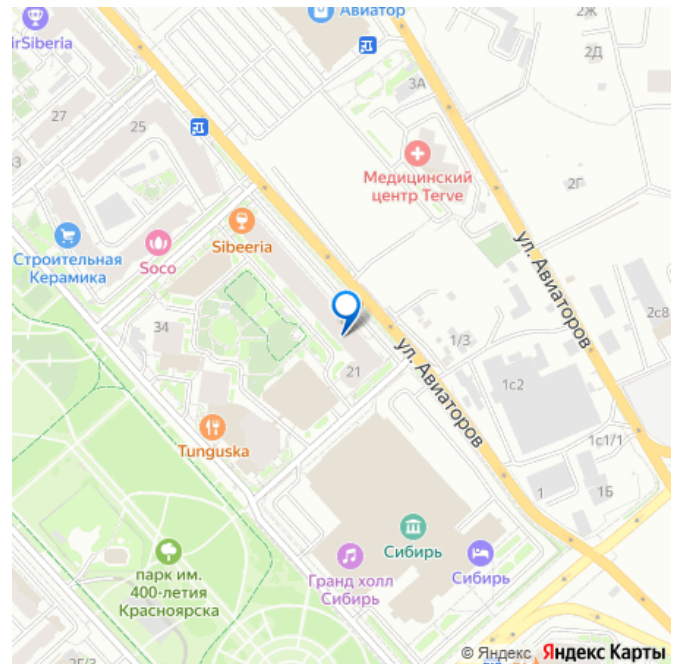 Авиатор
2Ж
irSiberia
2Д
3А
27
25
Медицинский
центр Terve
2Г
3
Строительная
Керамика
Soco
Sibeeria
ул. Авиаторов
2с8
34
1/3
ул. Авиаторов
21
1с2
Tunguska
1с1/1
1
1Б
Сибирь
Гранд холл
Сибирь
Сибирь
парк им.
400-летия
Красноярска
© Яндекс Яндекс Карты